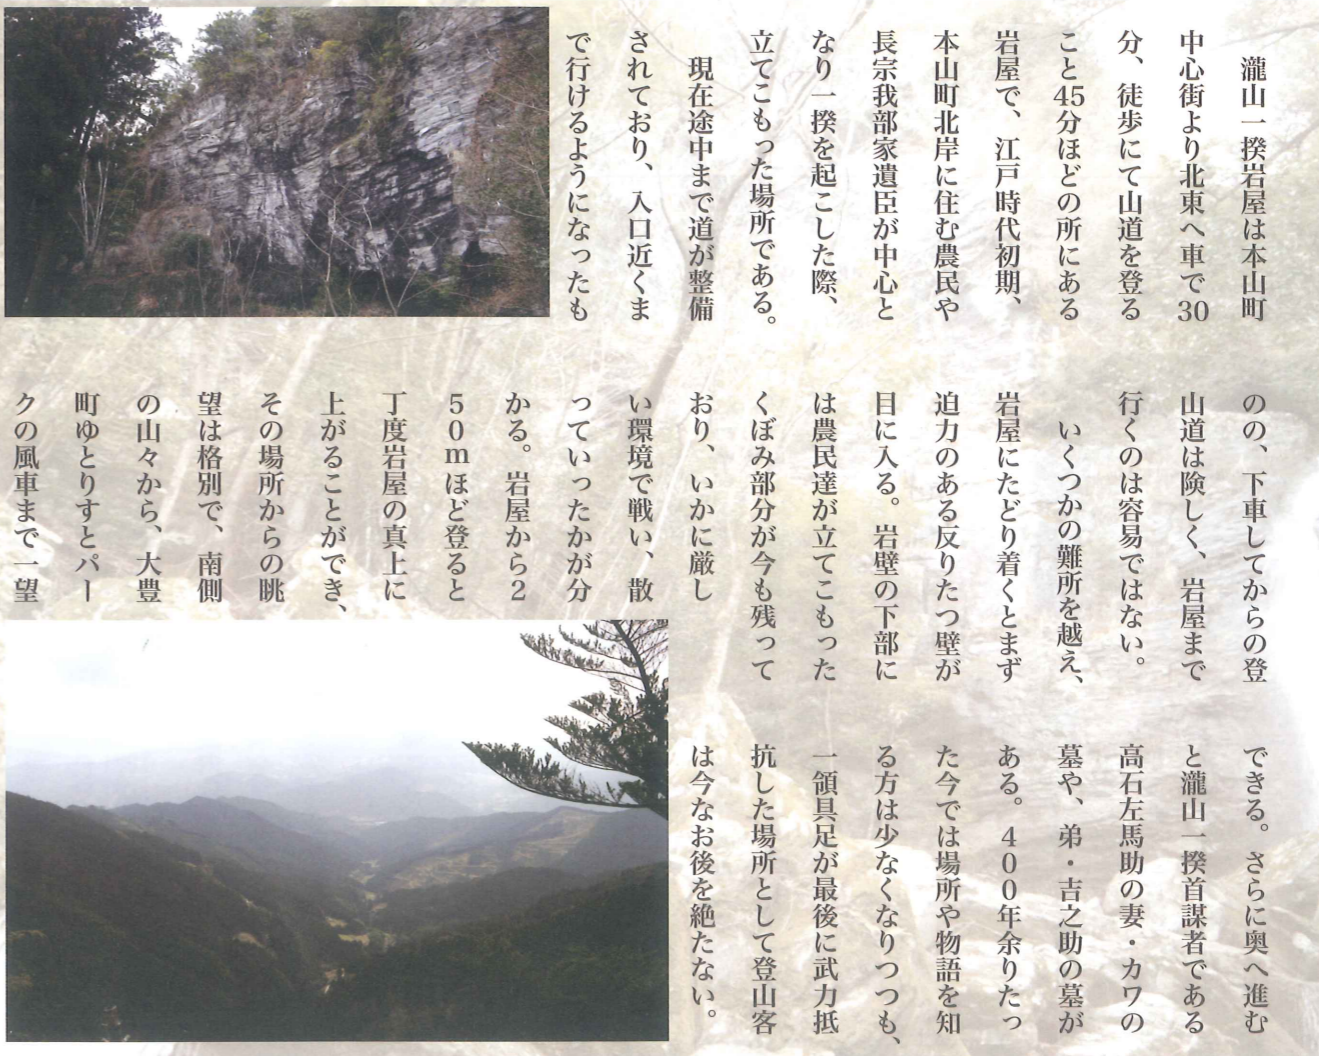 瀧山一揆岩屋は本山町
中心街より北東へ車で30
分、徒歩にて山道を登る
こと45分ほどの所にある
岩屋で、江戸時代初期、
本山町北岸に住む農民や
長宗我部家遺臣が中心と
なり一揆を起こした際、
立てこもった場所である。
現在途中まで道が整備
されており、入口近くま
で行けるようになったも
のの、下車してからの登
山道は険しく、岩屋まで
行くのは容易ではない。
いくつかの難所を越え、
岩屋にたどり着くとまず
迫力のある反りたつ壁が
目に入る。岩壁の下部に
は農民達が立てこもった
くぼみ部分が今も残って
おり、いかに厳し
い環境で戦い、散
っていったかが分
かる。岩屋から2
50mほど登ると
丁度岩屋の真上に
上がることができ、
その場所からの眺
望は格別で、南側
の山々から、大豊
町ゆとりすとパー
クの風車まで一望
できる。さらに奥へ進む
と瀧山一揆首謀者である
高石左馬助の妻・カワの
墓や、弟・吉之助の墓が
ある。400年余りたっ
た今では場所や物語を知
る方は少なくなりつつも、
一領具足が最後に武力抵
抗した場所として登山客
は今なお後を絶たない。